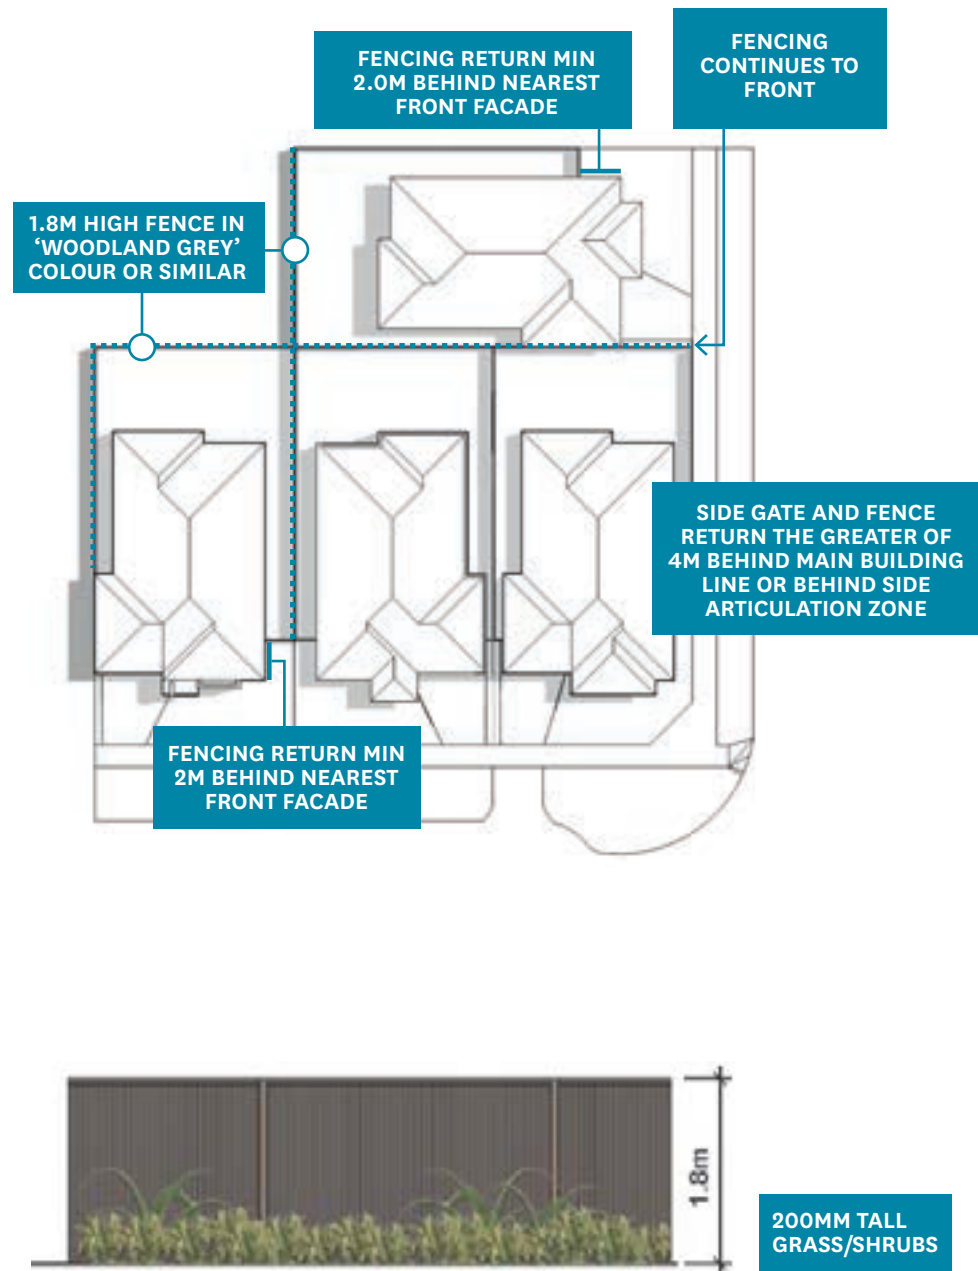 FENCING RETURN MIN
2.0M BEHIND NEAREST
FRONT FACADE
FENCING
CONTINUES TO
FRONT
1.8M HIGH FENCE IN
‘WOODLAND GREY’
COLOUR OR SIMILAR
SIDE GATE AND FENCE
RETURN THE GREATER OF
4M BEHIND MAIN BUILDING
LINE OR BEHIND SIDE
ARTICULATION ZONE
FENCING RETURN MIN
2M BEHIND NEAREST
FRONT FACADE
1.8m
200MM TALL
GRASS/SHRUBS